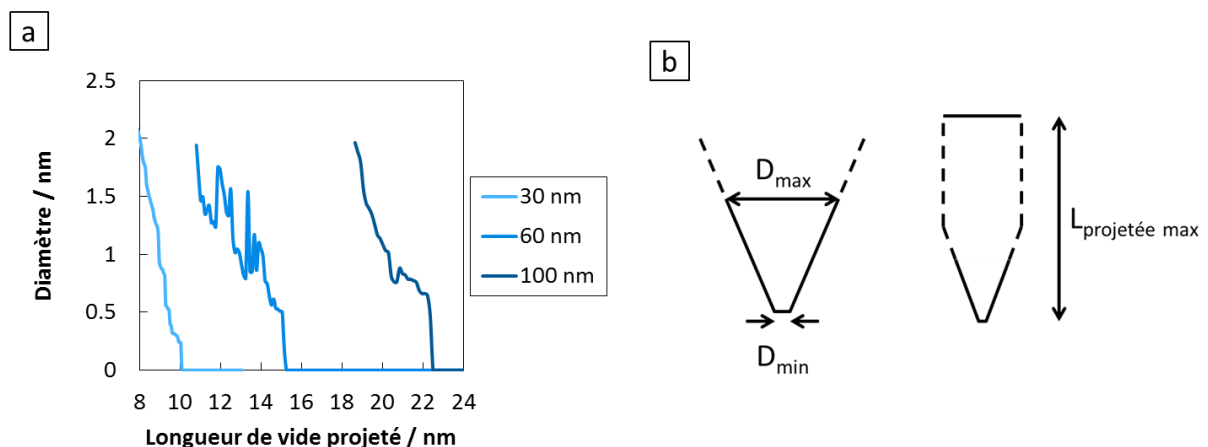 a
2.5
2
1.5
1
0.5
0
Diamètre / nm
8 10 12 14 16 18 20 22 24
Longueur de vide projeté / nm
30 nm
60 nm
100 nm
b
Dmax
Dmin
Lprojetée max